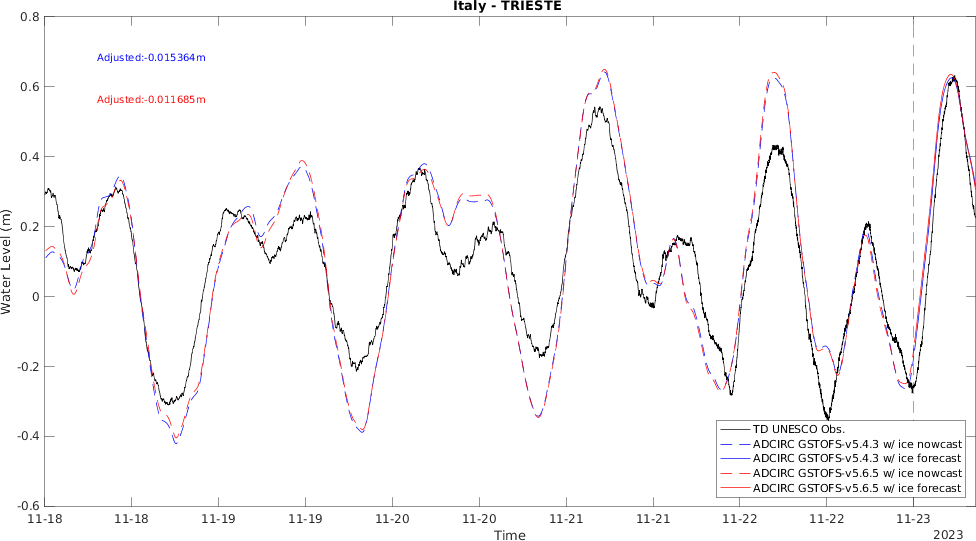 Italy - TRIESTE
0.8
0.6
0.4
0.2
0
-0.2
-0.4
-0.6
Water Level (m)
Adjusted:-0.015364m
Adjusted:-0.011685m
TD UNESCO Obs.
ADCIRC GSTOFS-v5.4.3 w/ ice nowcast
ADCIRC GSTOFS-v5.4.3 w/ ice forecast
ADCIRC GSTOFS-v5.6.5 w/ ice nowcast
ADCIRC GSTOFS-v5.6.5 w/ ice forecast
11-18 11-18 11-19 11-19 11-20 11-20 11-21 11-21 11-22 11-22 11-23
Time
2023